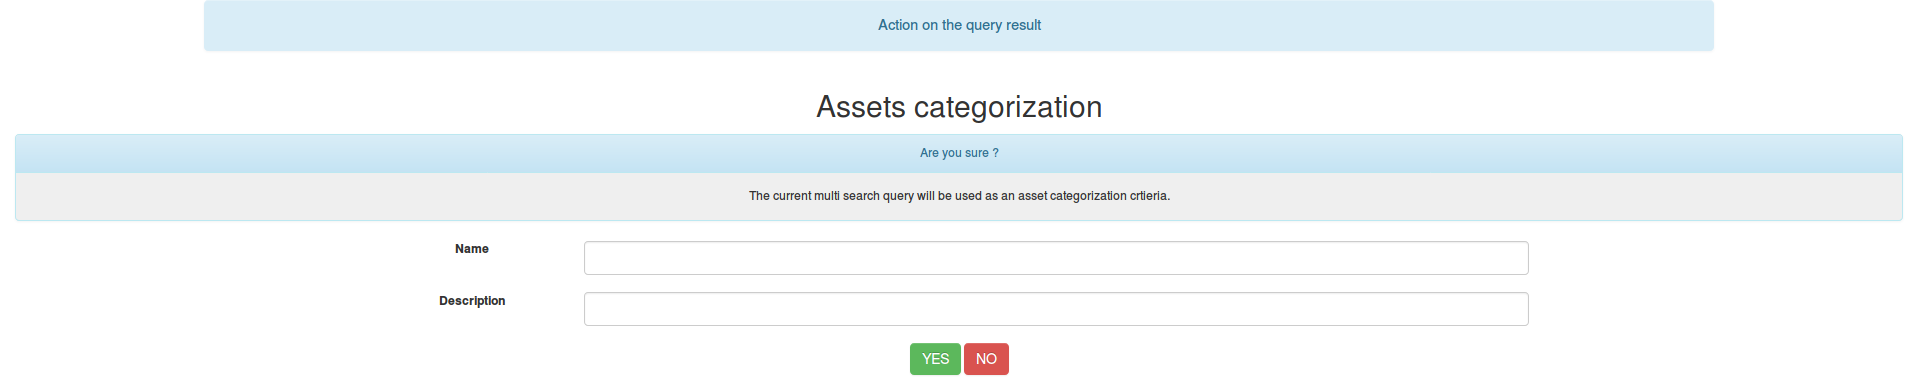 Action on the query result
Assets categorization
Are you sure ?
The current multi search query will be used as an asset categorization crtieria.
Name
Description
YES NO